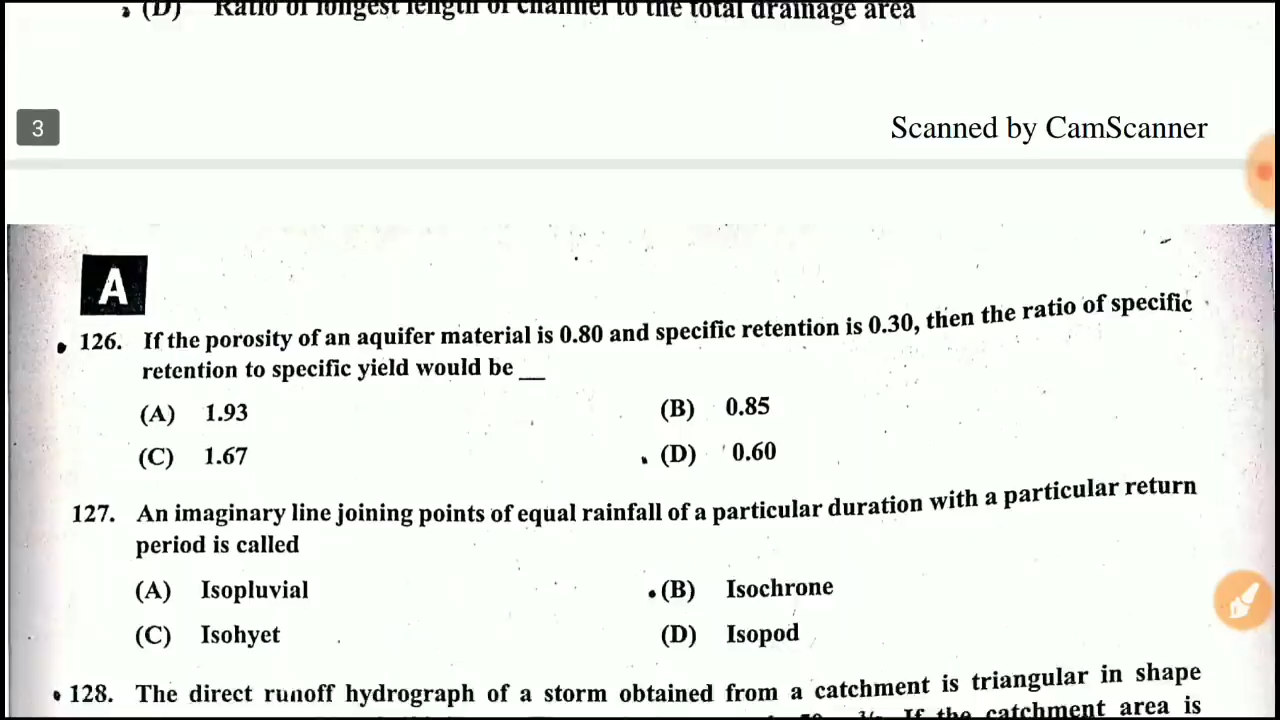 (D) Ratio of longest length of channel to the total drainage area
3
Scanned by CamScanner
A
126. If the porosity of an aquifer material is 0.80 and specific retention is 0.30, then the ratio of specific
retention to specific yield would be __
(A) 1.93 (B) 0.85
(C) 1.67 (D) 0.60
127. An imaginary line joining points of equal rainfall of a particular duration with a particular return
period is called
(A) Isopluvial (B) Isochrone
(C) Isohyet (D) Isopod
128. The direct runoff hydrograph of a storm obtained from a catchment is triangular in shape
If the catchment area is